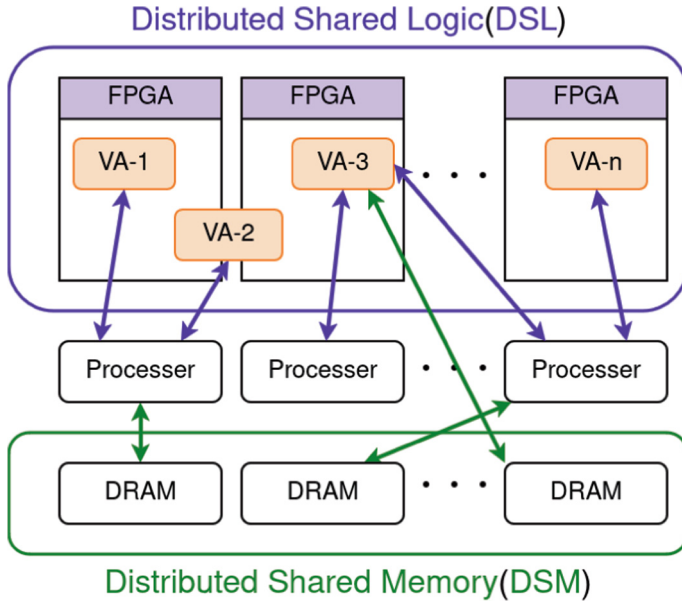 Distributed Shared Logic(DSL)
FPGA FPGA FPGA
VA-1 VA-3 . . . VA-n
VA-2
Processer Processer . . . Processer
DRAM DRAM . . . DRAM
Distributed Shared Memory(DSM)